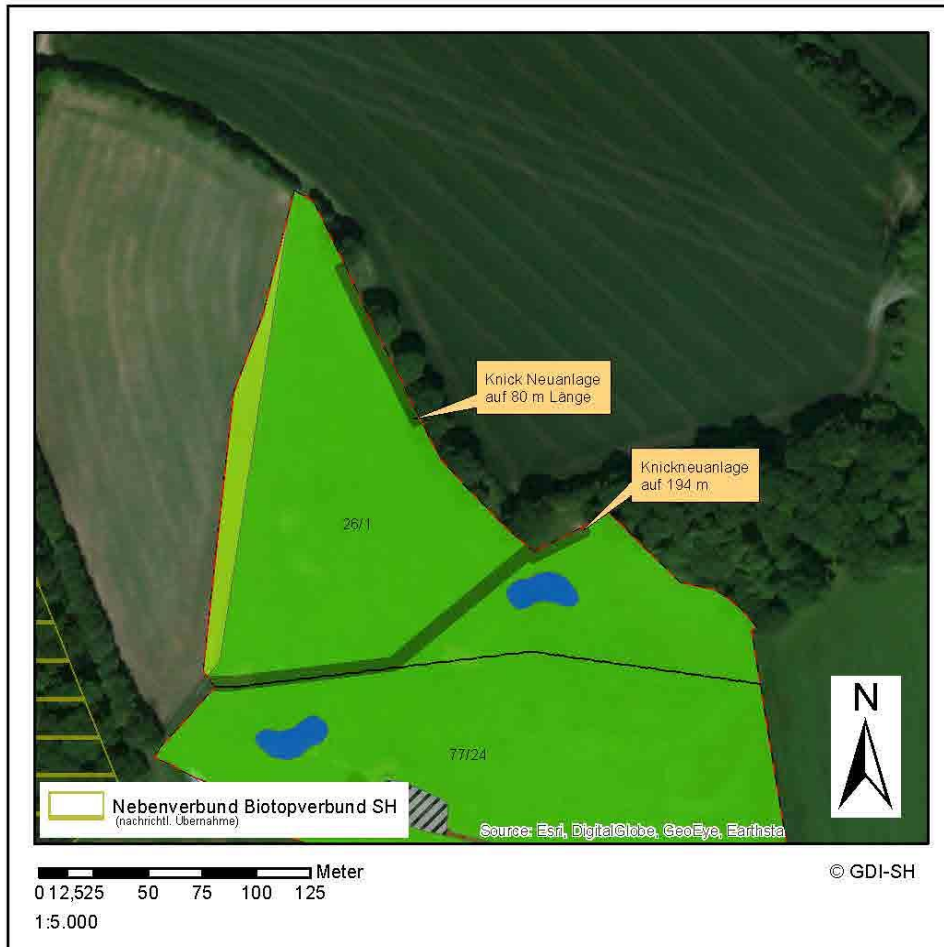 Knick Neuanlage
auf 80 m Länge
Knickneuanlage
auf 194 m
26/1
77/24
N
Nebenverbund Biotopverbund SH
(nachrichtl. Übernahme)
Source: Esri, DigitalGlobe, GeoEye, Earthsta
Meter
0 12,525 50 75 100 125
1:5.000
© GDI-SH